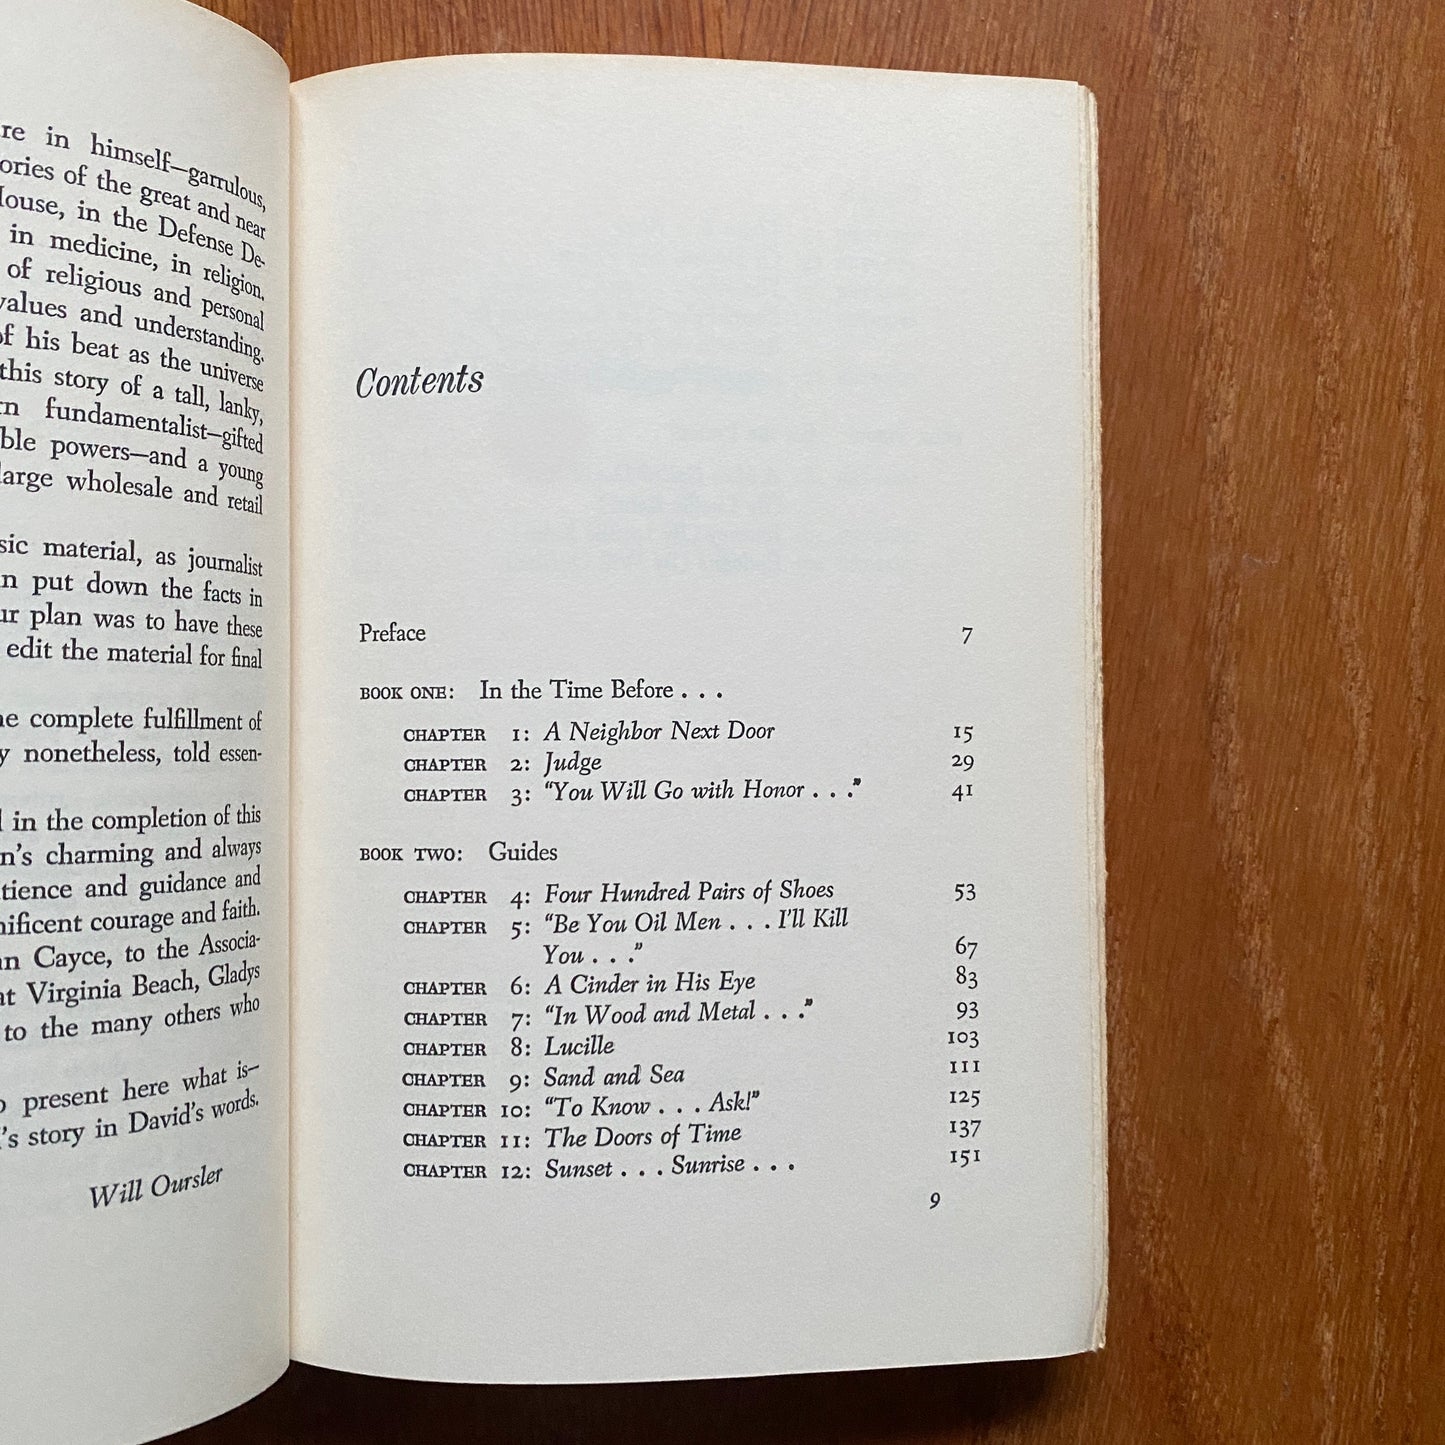 in himself—garrulous,
of the great and near
in the Defense De-
in medicine, in religion.
of religious and personal
values and understanding.
of his beat as the universe
this story of a tall, lanky,
fundamentalist—gifted
powers—and a young
large wholesale and retail
material, as journalist
put down the facts in
plan was to have these
edit the material for final
complete fulfillment of
nonetheless, told essen-
in the completion of this
charming and always
and guidance and
courage and faith.
Cayce, to the Associa-
at Virginia Beach, Gladys
to the many others who
present here what is—
's story in David's words.
Will Oursler
Contents
Preface 7
BOOK ONE: In the Time Before . . .
CHAPTER 1: A Neighbor Next Door 15
CHAPTER 2: Judge 29
CHAPTER 3: “You Will Go with Honor . . .” 41
BOOK TWO: Guides
CHAPTER 4: Four Hundred Pairs of Shoes 53
CHAPTER 5: “Be You Oil Men . . . I'll Kill
You . . .” 67
CHAPTER 6: A Cinder in His Eye 83
CHAPTER 7: “In Wood and Metal . . .” 93
CHAPTER 8: Lucille 103
CHAPTER 9: Sand and Sea 111
CHAPTER 10: “To Know . . . Ask!” 125
CHAPTER 11: The Doors of Time 137
CHAPTER 12: Sunset . . . Sunrise . . . 151
9